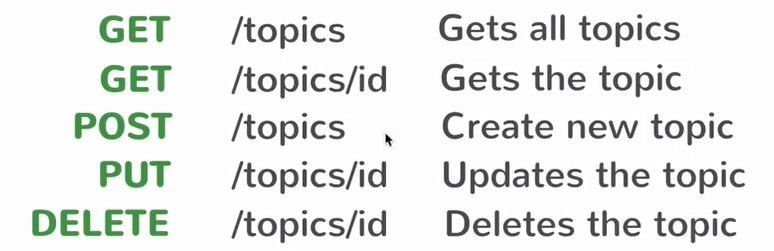 GET /topics Gets all topics
GET /topics/id Gets the topic
POST /topics Create new topic
PUT /topics/id Updates the topic
DELETE /topics/id Deletes the topic